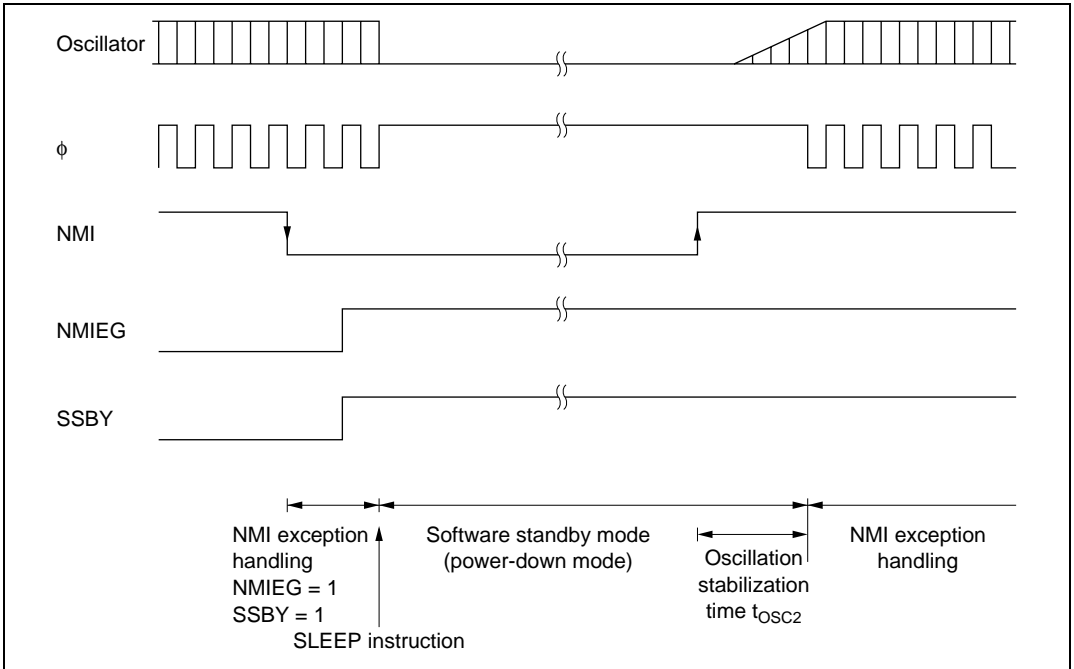 Oscillator
ϕ
NMI
NMIEG
SSBY
NMI exception
handling
NMIEG = 1
SSBY = 1
SLEEP instruction
Software standby mode
(power-down mode)
Oscillation
stabilization
time tOSC2
NMI exception
handling